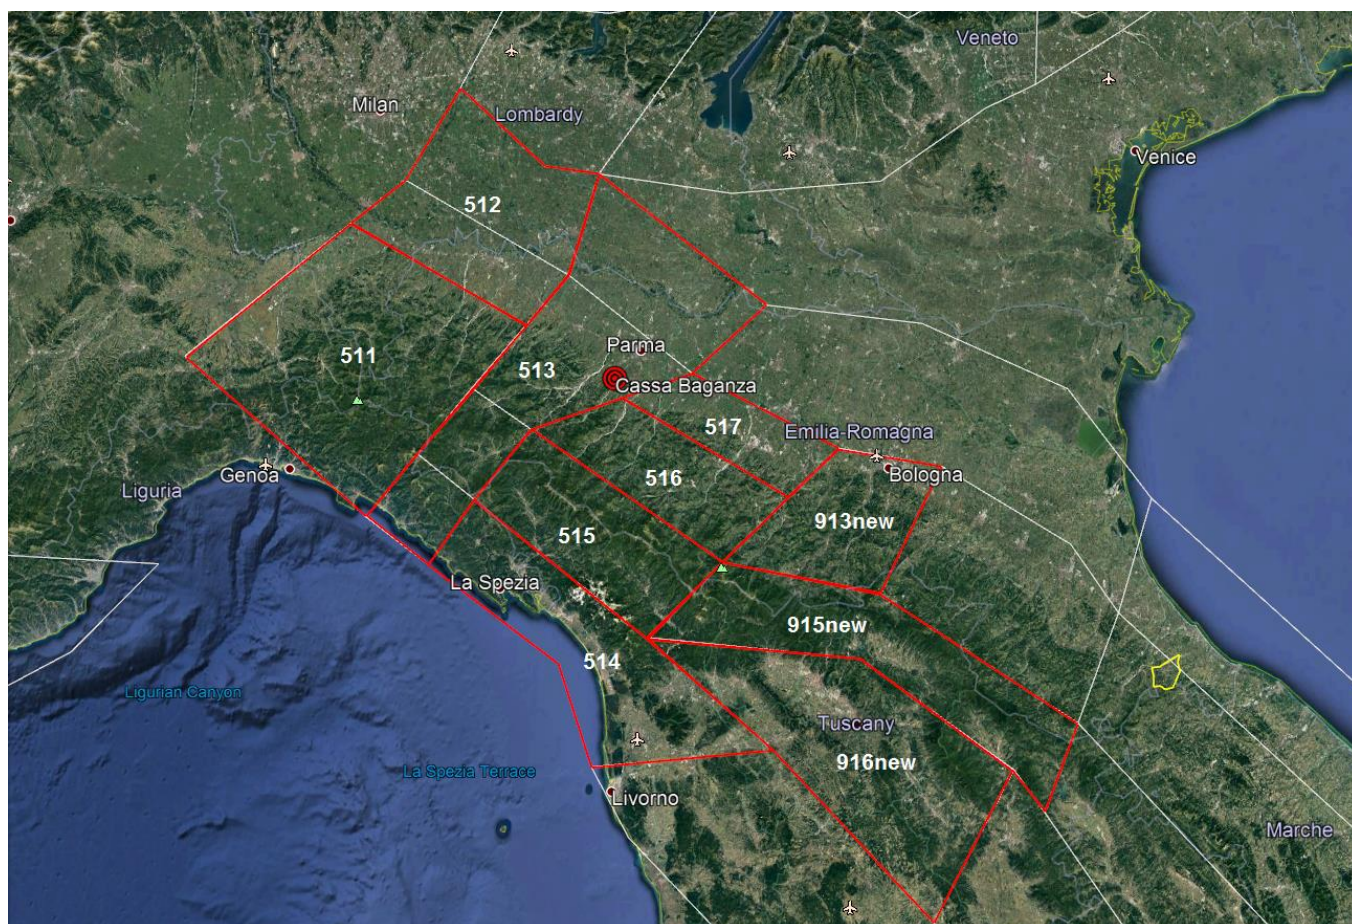 Veneto
Milan
Lombardy
Venice
512
Parma
511
513
Cassa Baganza
517
Emilia-Romagna
Genoa
Bologna
516
Liguria
913new
515
La Spezia
915new
514
Ligurian Canyon
Tuscany
916new
La Spezia Terrace
Livorno
Marche